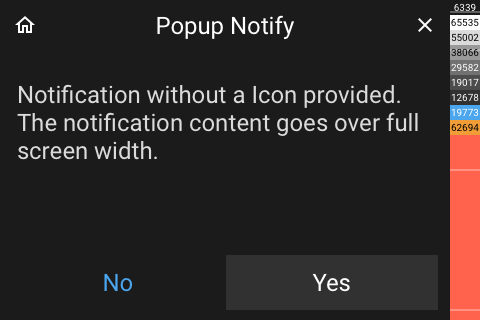 Popup Notify
Notification without a Icon provided.
The notification content goes over full
screen width.
No
Yes
6339
65535
55002
38066
29582
19017
12678
19773
62694